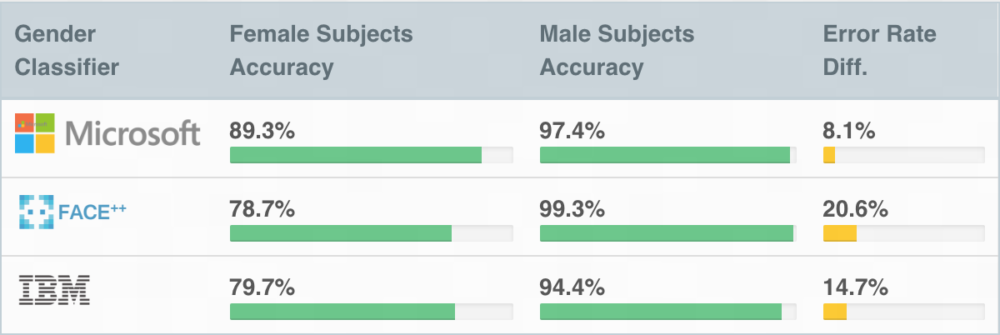 Gender Classifier
Female Subjects Accuracy
Male Subjects Accuracy
Error Rate Diff.
Microsoft 89.3% 97.4% 8.1%
FACE++ 78.7% 99.3% 20.6%
IBM 79.7% 94.4% 14.7%